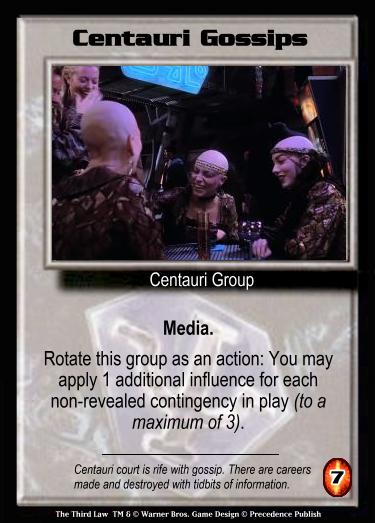 Centauri Gossips
Centauri Group
Media.
Rotate this group as an action: You may
apply 1 additional influence for each
non-revealed contingency in play (to a
maximum of 3).
Centauri court is rife with gossip. There are careers
made and destroyed with tidbits of information.
7
The Third Law TM & © Warner Bros. Game Design © Precedence Publish